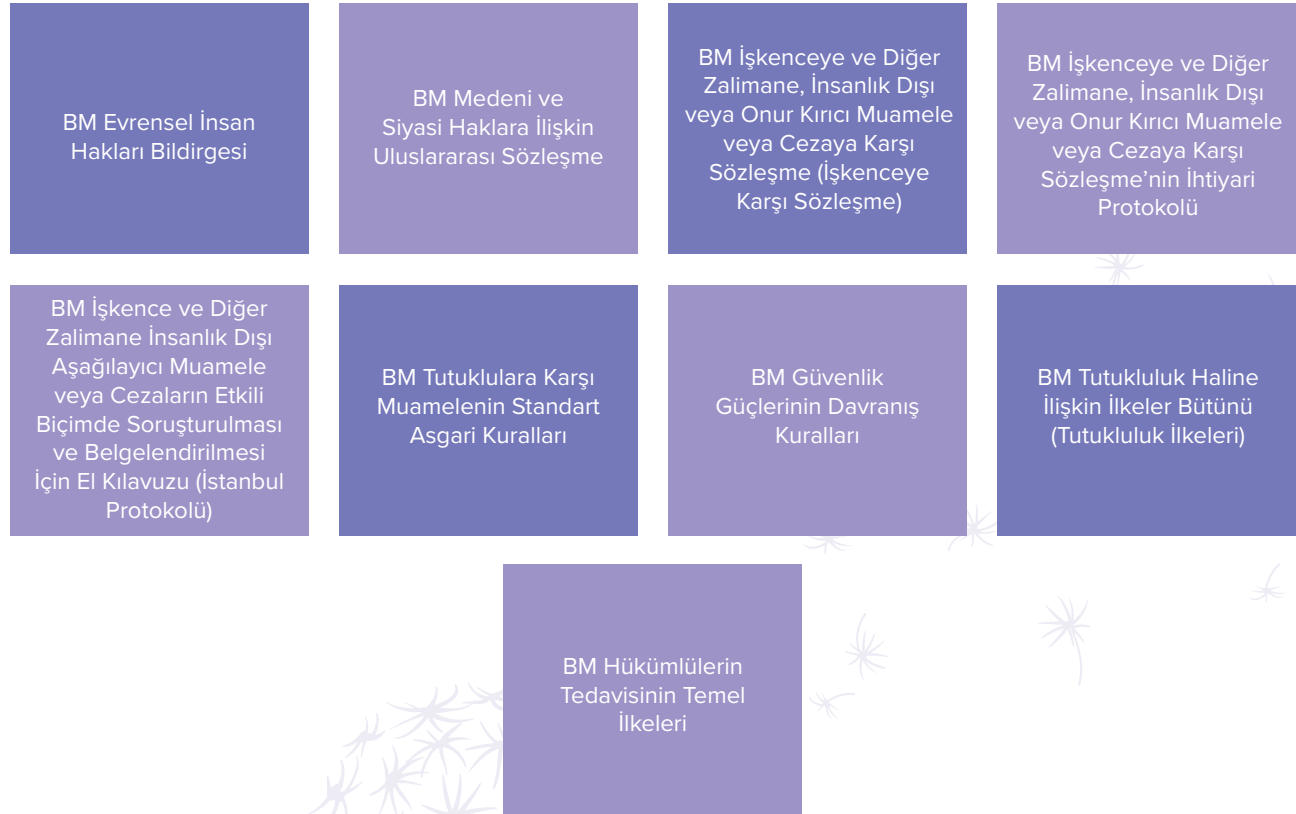 BM Evrensel İnsan
Hakları Bildirgesi
BM Medeni ve
Siyasi Haklara İlişkin
Uluslararası Sözleşme
BM İşkenceye ve Diğer
Zalimane, İnsanlık Dışı
veya Onur Kırıcı Muamele
veya Cezaya Karşı
Sözleşme (İşkenceye
Karşı Sözleşme)
BM İşkenceye ve Diğer
Zalimane, İnsanlık Dışı
veya Onur Kırıcı Muamele
veya Cezaya Karşı
Sözleşme’nin İhtiyari
Protokolü
BM İşkence ve Diğer
Zalimane İnsanlık Dışı
Aşağılayıcı Muamele
veya Cezaların Etkili
Biçimde Soruşturulması
ve Belgelendirilmesi
İçin El Kılavuzu (İstanbul
Protokolü)
BM Tutuklulara Karşı
Muamelenin Standart
Asgari Kuralları
BM Güvenlik
Güçlerinin Davranış
Kuralları
BM Tutukluluk Haline
İlişkin İlkeler Bütünü
(Tutukluluk İlkeleri)
BM Hükümlülerin
Tedavisinin Temel
İlkeleri